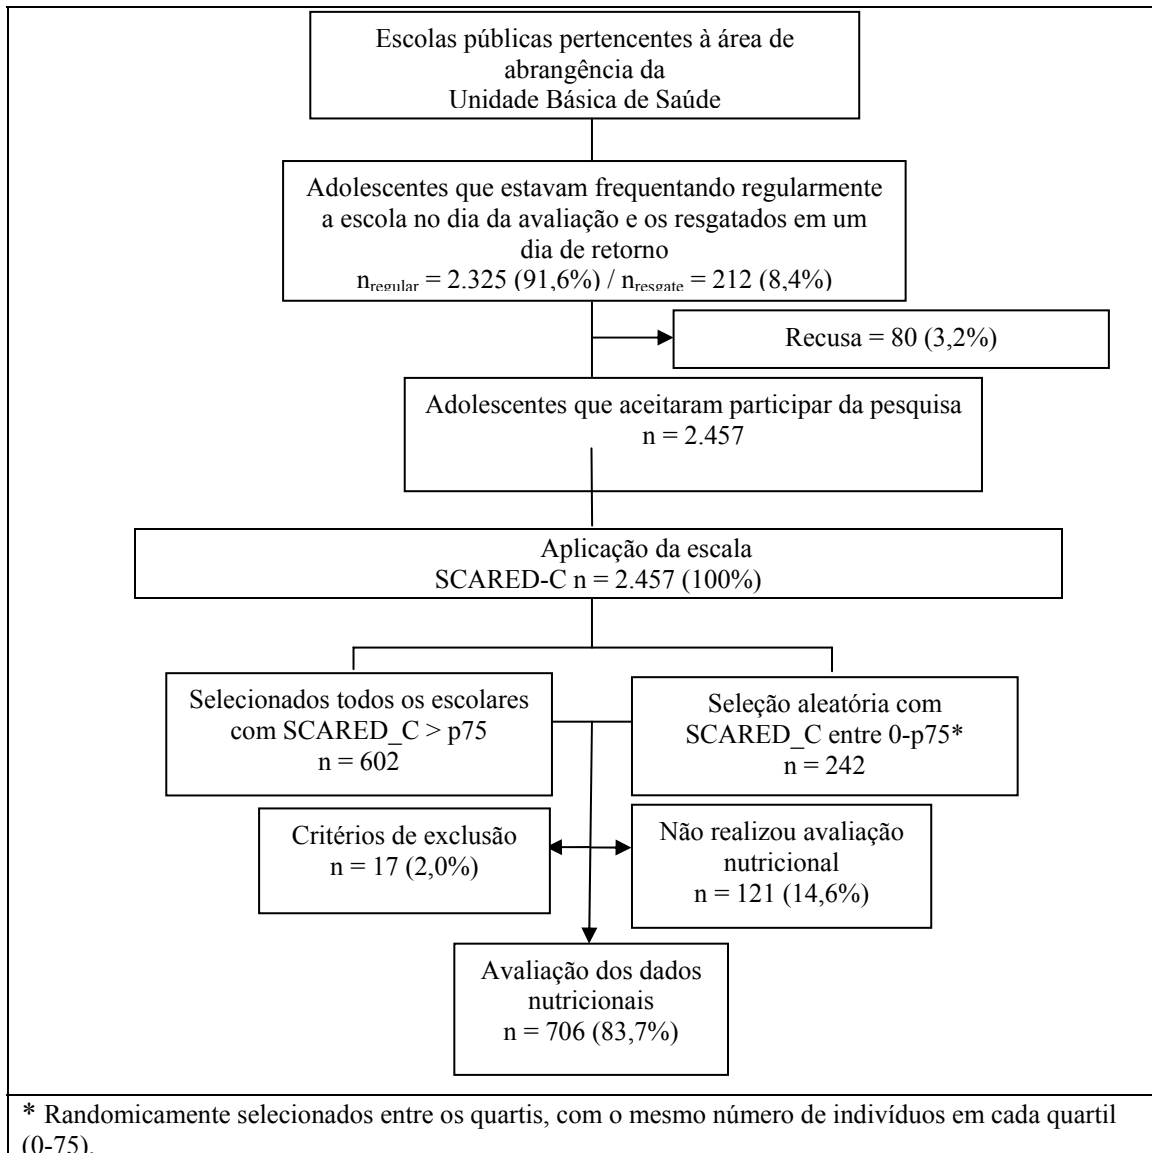 Escolas públicas pertencentes à área de
abrangência da
Unidade Básica de Saúde
Adolescentes que estavam frequentando regularmente
a escola no dia da avaliação e os resgatados em um
dia de retorno
nregular = 2.325 (91,6%) / nresgate = 212 (8,4%)
Recusa = 80 (3,2%)
Adolescentes que aceitaram participar da pesquisa
n = 2.457
Aplicação da escala
SCARED-C n = 2.457 (100%)
Selecionados todos os escolares
com SCARED_C > p75
n = 602
Seleção aleatória com
SCARED_C entre 0-p75*
n = 242
Critérios de exclusão
n = 17 (2,0%)
Não realizou avaliação
nutricional
n = 121 (14,6%)
Avaliação dos dados
nutricionais
n = 706 (83,7%)
* Randomicamente selecionados entre os quartis, com o mesmo número de indivíduos em cada quartil
(0-75).